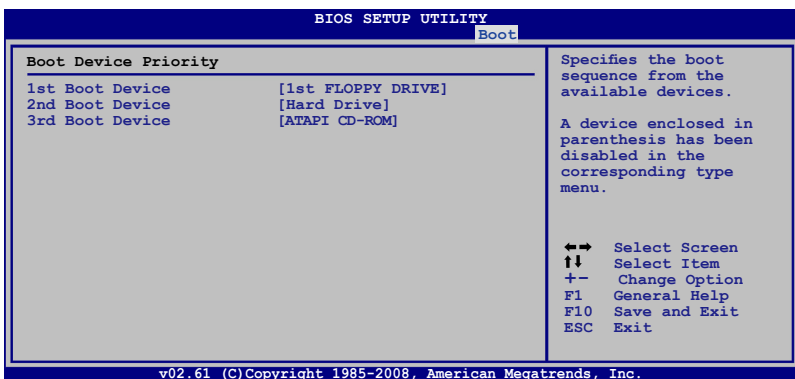 BIOS SETUP UTILITY
Boot
Boot Device Priority
1st Boot Device [1st FLOPPY DRIVE]
2nd Boot Device [Hard Drive]
3rd Boot Device [ATAPI CD-ROM]
Specifies the boot
sequence from the
available devices.
A device enclosed in
parenthesis has been
disabled in the
corresponding type
menu.
←→ Select Screen
↑↓ Select Item
+- Change Option
F1 General Help
F10 Save and Exit
ESC Exit
v02.61 (C)Copyright 1985-2008, American Megatrends, Inc.